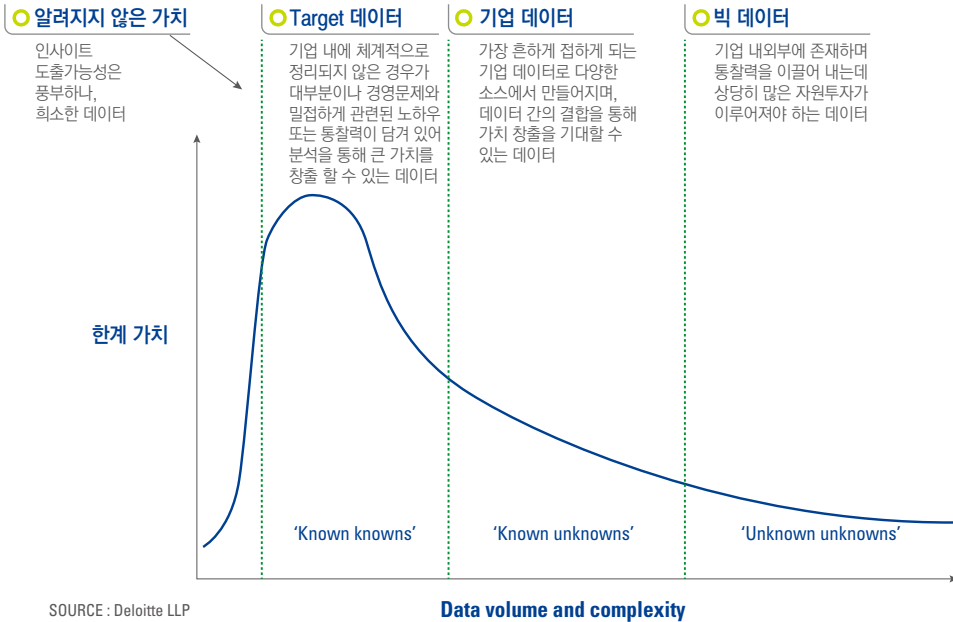 알려지지 않은 가치
인사이트
도출가능성은
풍부하나,
희소한 데이터
Target 데이터
기업 내에 체계적으로
정리되지 않은 경우가
대부분이나 경영문제와
밀접하게 관련된 노하우
또는 통찰력이 담겨 있어
분석을 통해 큰 가치를
창출 할 수 있는 데이터
기업 데이터
가장 흔하게 접하게 되는
기업 데이터로 다양한
소스에서 만들어지며,
데이터 간의 결합을 통해
가치 창출을 기대할 수
있는 데이터
빅 데이터
기업 내외부에 존재하며
통찰력을 이끌어 내는데
상당히 많은 자원투자가
이루어져야 하는 데이터
한계 가치
‘Known knowns’
‘Known unknowns’
‘Unknown unknowns’
SOURCE : Deloitte LLP
Data volume and complexity